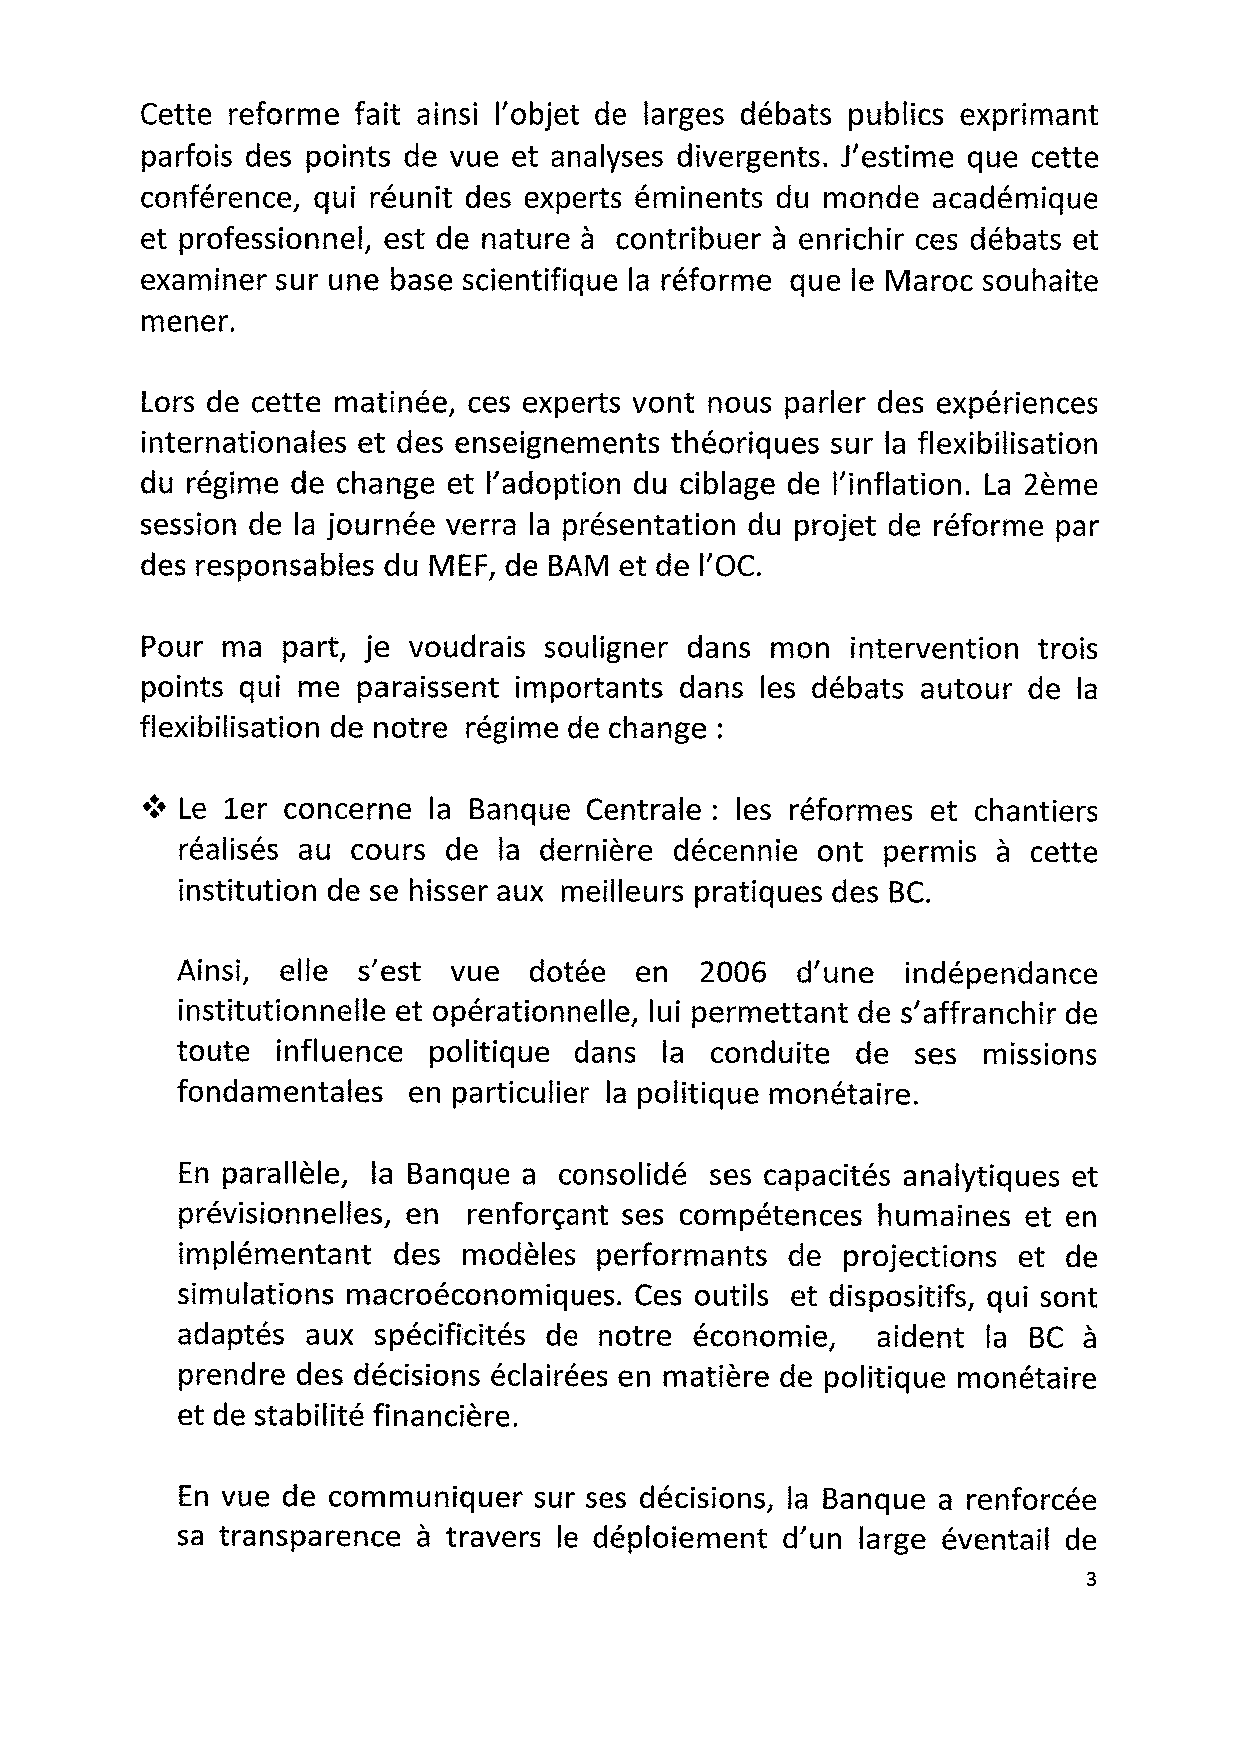 Cette reforme fait ainsi l'objet de larges débats publics exprimant
parfois des points de vue et analyses divergents. J'estime que cette
conférence, qui réunit des experts éminents du monde académique
et professionnel, est de nature à contribuer à enrichir ces débats et
examiner sur une base scientifique la réforme que le Maroc souhaite
mener.
Lors de cette matinée, ces experts vont nous parler des expériences
internationales et des enseignements théoriques sur la flexibilisation
du régime de change et l'adoption du ciblage de l'inflation. La 2ème
session de la journée verra la présentation du projet de réforme par
des responsables du MEF, de BAM et de l'OC.
Pour ma part, je voudrais souligner dans mon intervention trois
points qui me paraissent importants dans les débats autour de la
flexibilisation de notre régime de change :
❖ Le 1er concerne la Banque Centrale : les réformes et chantiers
réalisés au cours de la dernière décennie ont permis à cette
institution de se hisser aux meilleurs pratiques des BC.
Ainsi, elle s'est vue dotée en 2006 d'une indépendance
institutionnelle et opérationnelle, lui permettant de s'affranchir de
toute influence politique dans la conduite de ses missions
fondamentales en particulier la politique monétaire.
En parallèle, la Banque a consolidé ses capacités analytiques et
prévisionnelles, en renforçant ses compétences humaines et en
implémentant des modèles performants de projections et de
simulations macroéconomiques. Ces outils et dispositifs, qui sont
adaptés aux spécificités de notre économie, aident la BC à
prendre des décisions éclairées en matière de politique monétaire
et de stabilité financière.
En vue de communiquer sur ses décisions, la Banque a renforcée
sa transparence à travers le déploiement d'un large éventail de
3